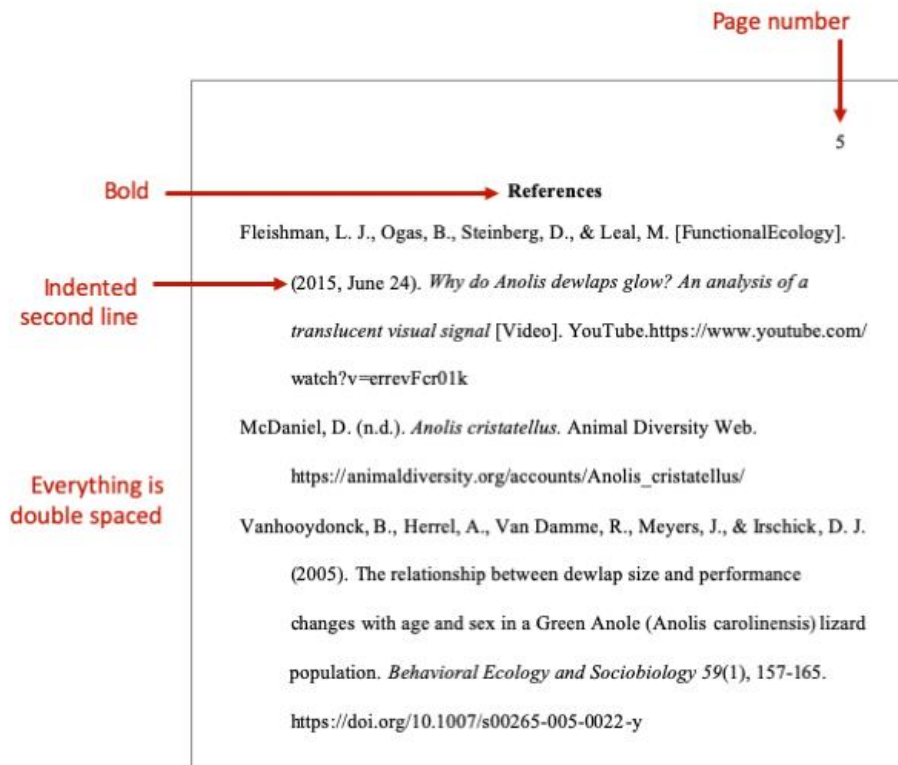 Page number
5
Bold
References
Fleishman, L. J., Ogas, B., Steinberg, D., & Leal, M. [FunctionalEcology].
Indented
second line
(2015, June 24). Why do Anolis dewlaps glow? An analysis of a
translucent visual signal [Video]. YouTube.https://www.youtube.com/
watch?v=errevFcr01k
McDaniel, D. (n.d.). Anolis cristatellus. Animal Diversity Web.
https://animaldiversity.org/accounts/Anolis_cristatellus/
Everything is
double spaced
Vanhooydonck, B., Herrel, A., Van Damme, R., Meyers, J., & Irschick, D. J.
(2005). The relationship between dewlap size and performance
changes with age and sex in a Green Anole (Anolis carolinensis) lizard
population. Behavioral Ecology and Sociobiology 59(1), 157-165.
https://doi.org/10.1007/s00265-005-0022-y